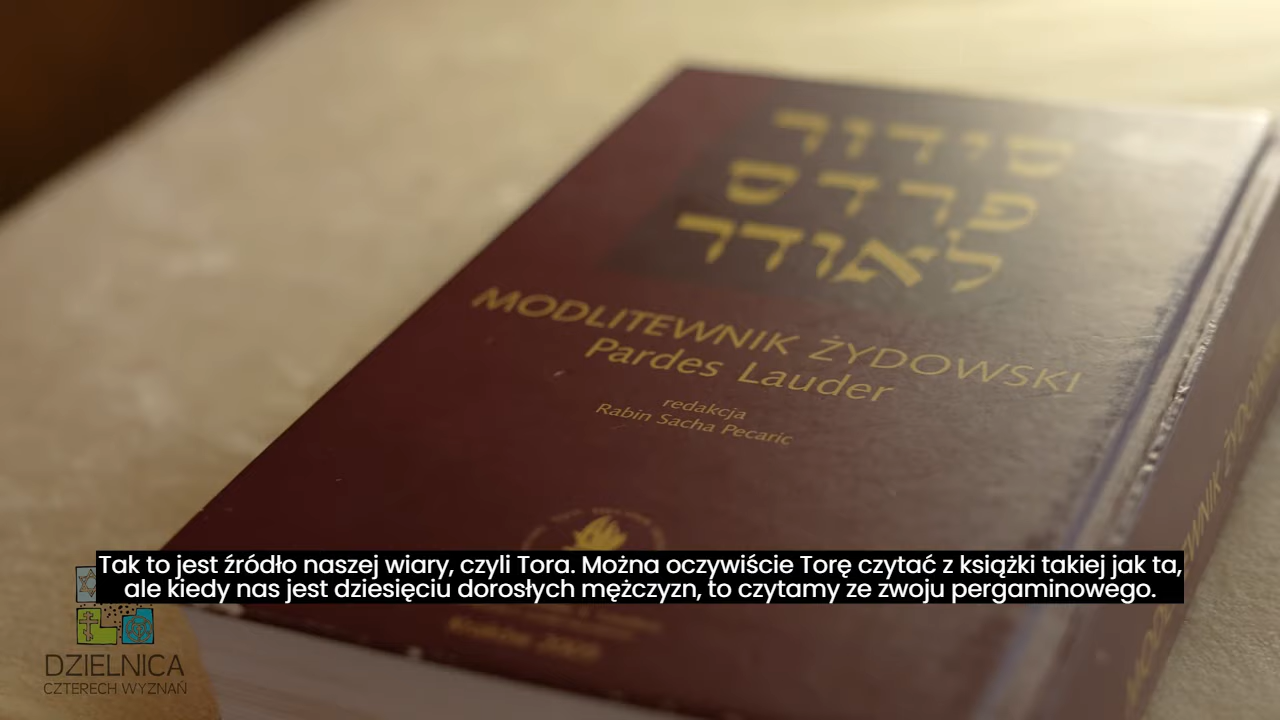 סידור
פרדס
לאודר
MODLITEWNIK ŻYDOWSKI
Pardes Lauder
redakcja
Rabin Sacha Pecaric
Tak to jest źródło naszej wiary, czyli Tora. Można oczywiście Torę czytać z książki takiej jak ta,
ale kiedy nas jest dziesięciu dorosłych mężczyzn, to czytamy ze zwoju pergaminowego.
DZIELNICA
CZTERECH WYZNAŃ